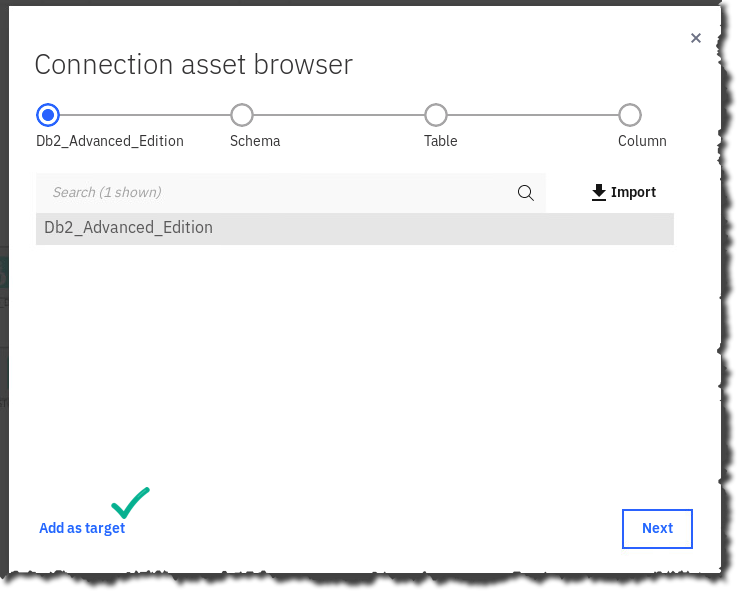 Connection asset browser
Db2_Advanced_Edition
Schema
Table
Column
Search (1 shown)
Import
Db2_Advanced_Edition
Add as target
Next